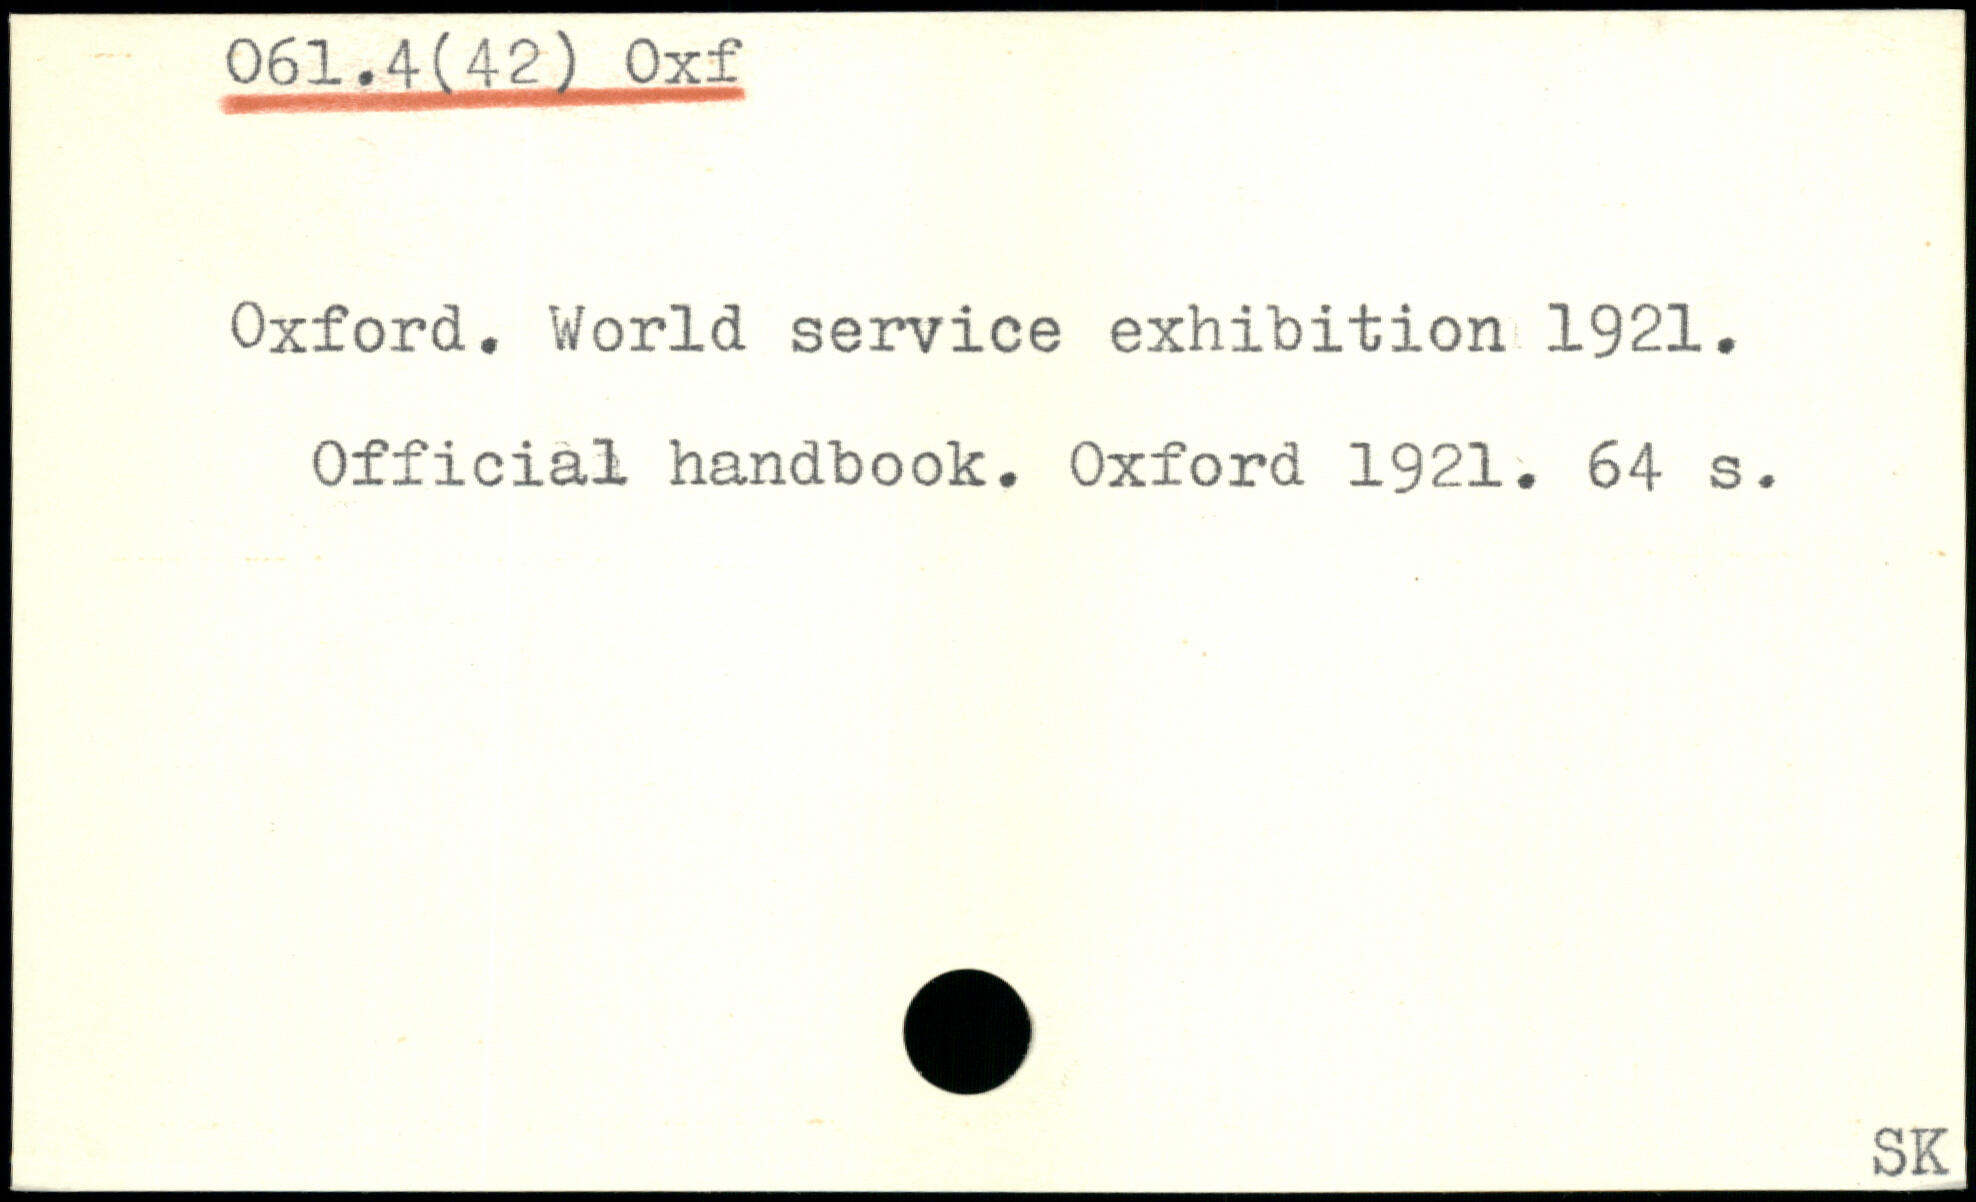 061.4(42) Oxf
Oxford. World service exhibition 1921.
Official handbook. Oxford 1921. 64 s.
SK